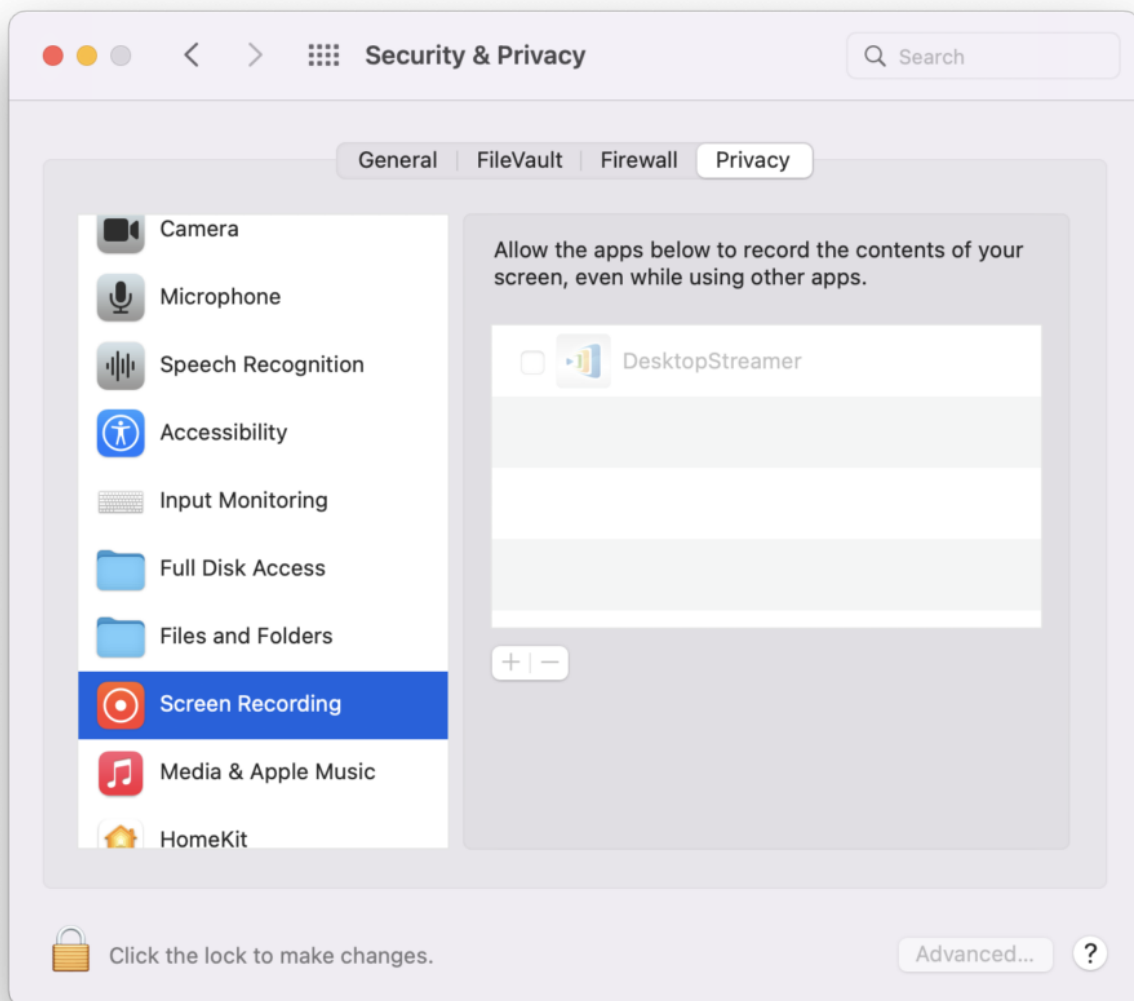 Security & Privacy
Search
General
FileVault
Firewall
Privacy
Camera
Microphone
Speech Recognition
Accessibility
Input Monitoring
Full Disk Access
Files and Folders
Screen Recording
Media & Apple Music
HomeKit
Allow the apps below to record the contents of your
screen, even while using other apps.
DesktopStreamer
Click the lock to make changes.
Advanced...
?